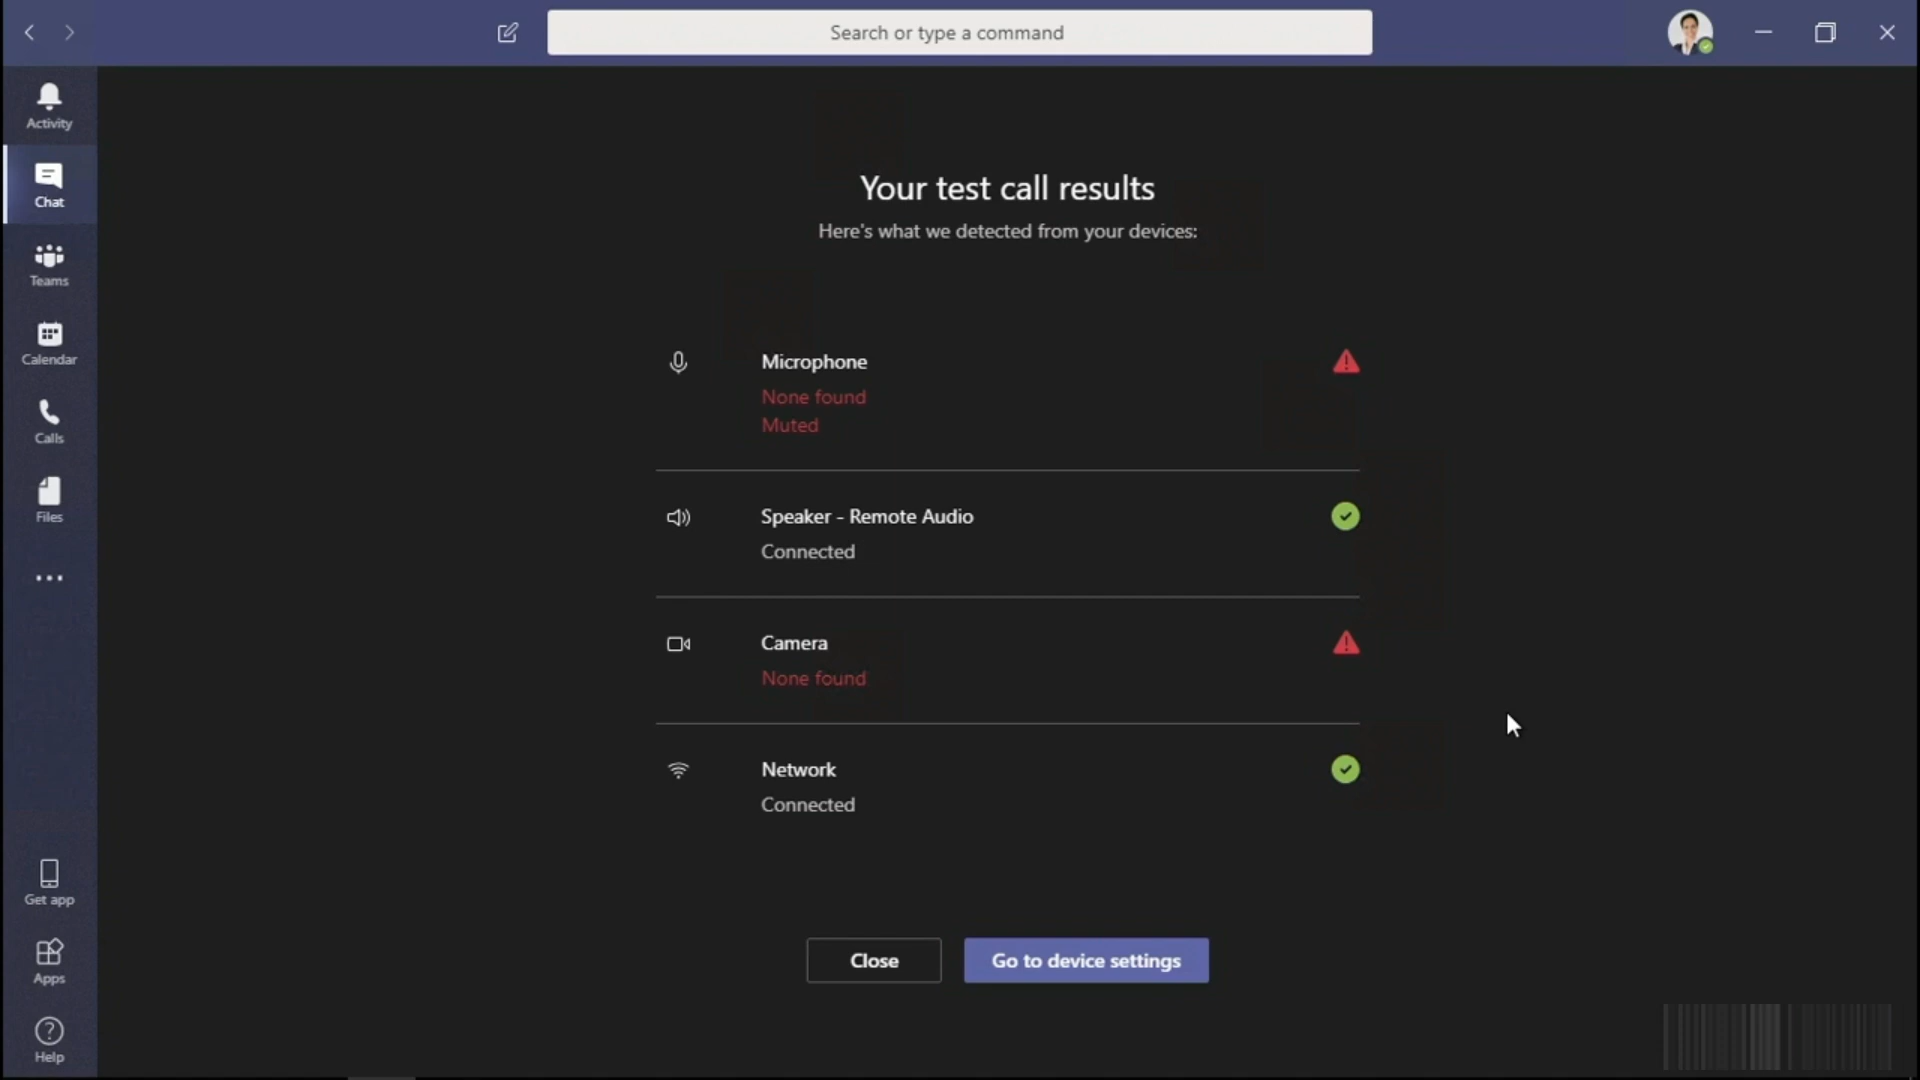 Search or type a command
Activity
Chat
Teams
Calendar
Calls
Files
Get app
Apps
Help
Your test call results
Here's what we detected from your devices:
Microphone
None found
Muted
Speaker - Remote Audio
Connected
Camera
None found
Network
Connected
Close
Go to device settings